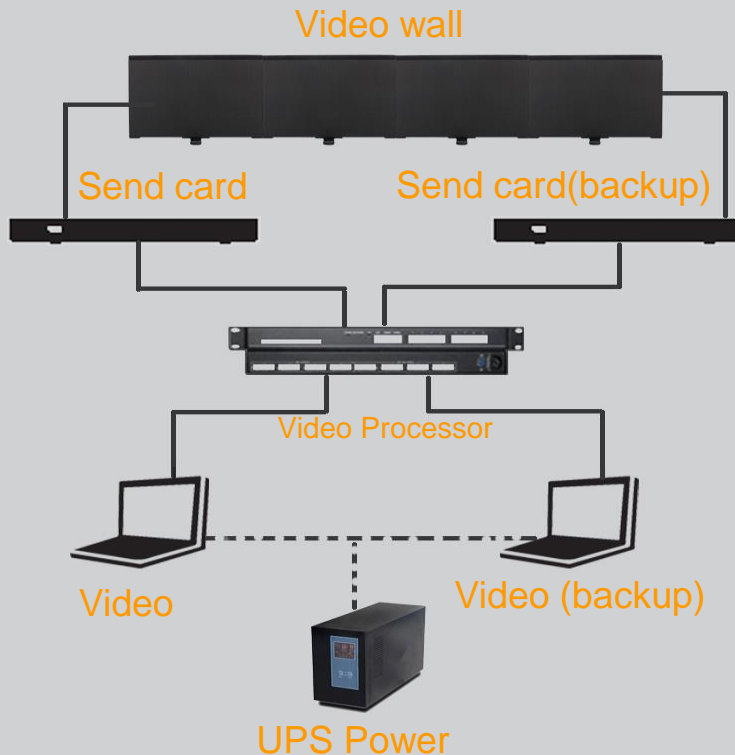 Video wall
Send card
Send card(backup)
Video Processor
Video
Video (backup)
UPS Power